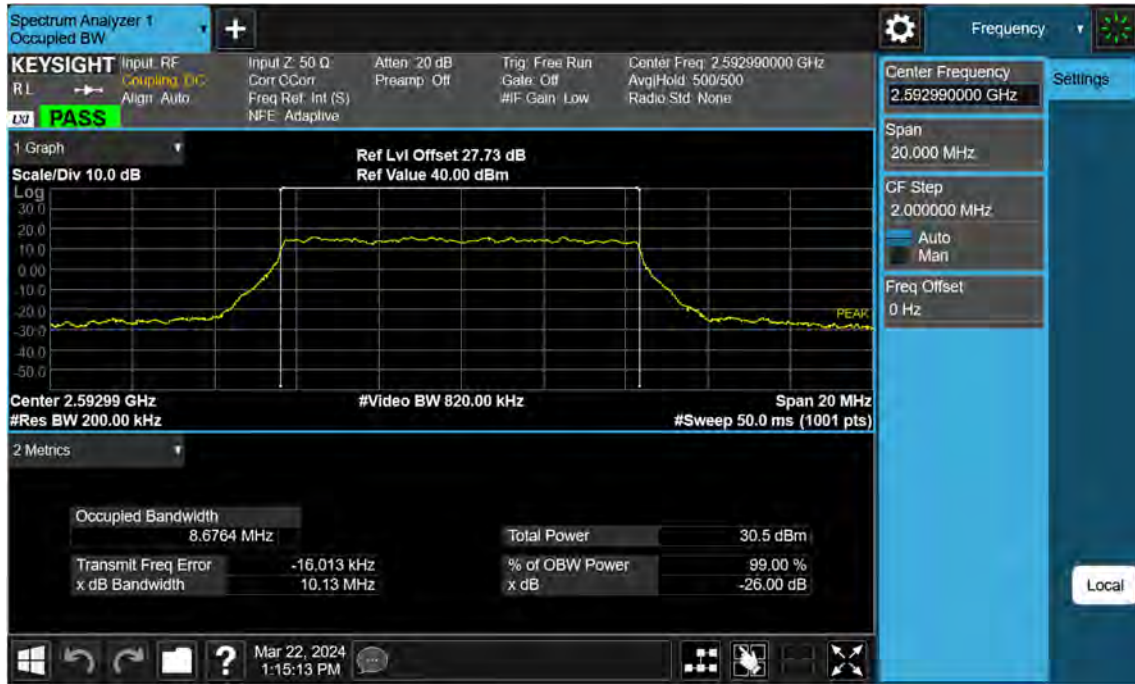 Spectrum Analyzer 1
Occupied BW
Frequency
KEYSIGHT
RL
LXI PASS
Input: RF
Coupling: DC
Align: Auto
Input Z: 50 Ω
Corr CCorr
Freq Ref: Int (S)
NFE: Adaptive
Atten: 20 dB
Preamp: Off
Trig: Free Run
Gate: Off
#IF Gain: Low
Center Freq: 2.592990000 GHz
Avg|Hold: 500/500
Radio Std: None
Center Frequency
2.592990000 GHz
Settings
Span
20.000 MHz
CF Step
2.000000 MHz
Auto
Man
Freq Offset
0 Hz
Local
1 Graph
Scale/Div 10.0 dB
Ref Lvl Offset 27.73 dB
Ref Value 40.00 dBm
Log
30.0
20.0
10.0
0.00
-10.0
-20.0
-30.0
-40.0
-50.0
PEAK
Center 2.59299 GHz
#Video BW 820.00 kHz
Span 20 MHz
#Res BW 200.00 kHz
#Sweep 50.0 ms (1001 pts)
2 Metrics
Occupied Bandwidth
8.6764 MHz
Total Power 30.5 dBm
Transmit Freq Error -16.013 kHz
% of OBW Power 99.00 %
x dB Bandwidth 10.13 MHz
x dB -26.00 dB
?
Mar 22, 2024
1:15:13 PM